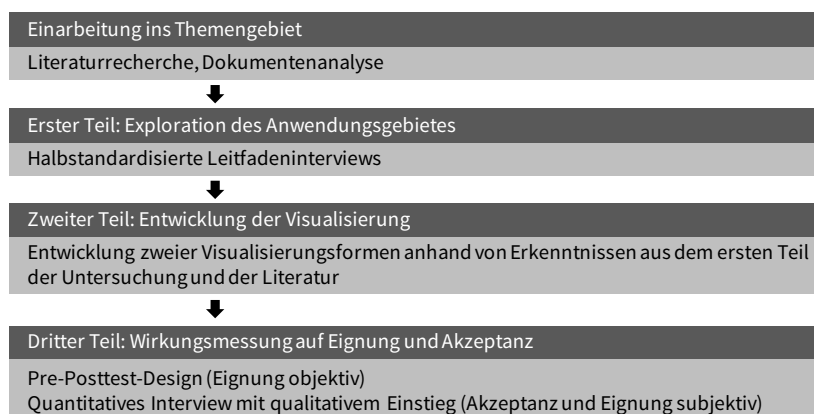 Einarbeitung ins Themengebiet
Literaturrecherche, Dokumentenanalyse
Erster Teil: Exploration des Anwendungsgebietes
Halbstandardisierte Leitfadeninterviews
Zweiter Teil: Entwicklung der Visualisierung
Entwicklung zweier Visualisierungsformen anhand von Erkenntnissen aus dem ersten Teil
der Untersuchung und der Literatur
Dritter Teil: Wirkungsmessung auf Eignung und Akzeptanz
Pre-Posttest-Design (Eignung objektiv)
Quantitatives Interview mit qualitativem Einstieg (Akzeptanz und Eignung subjektiv)